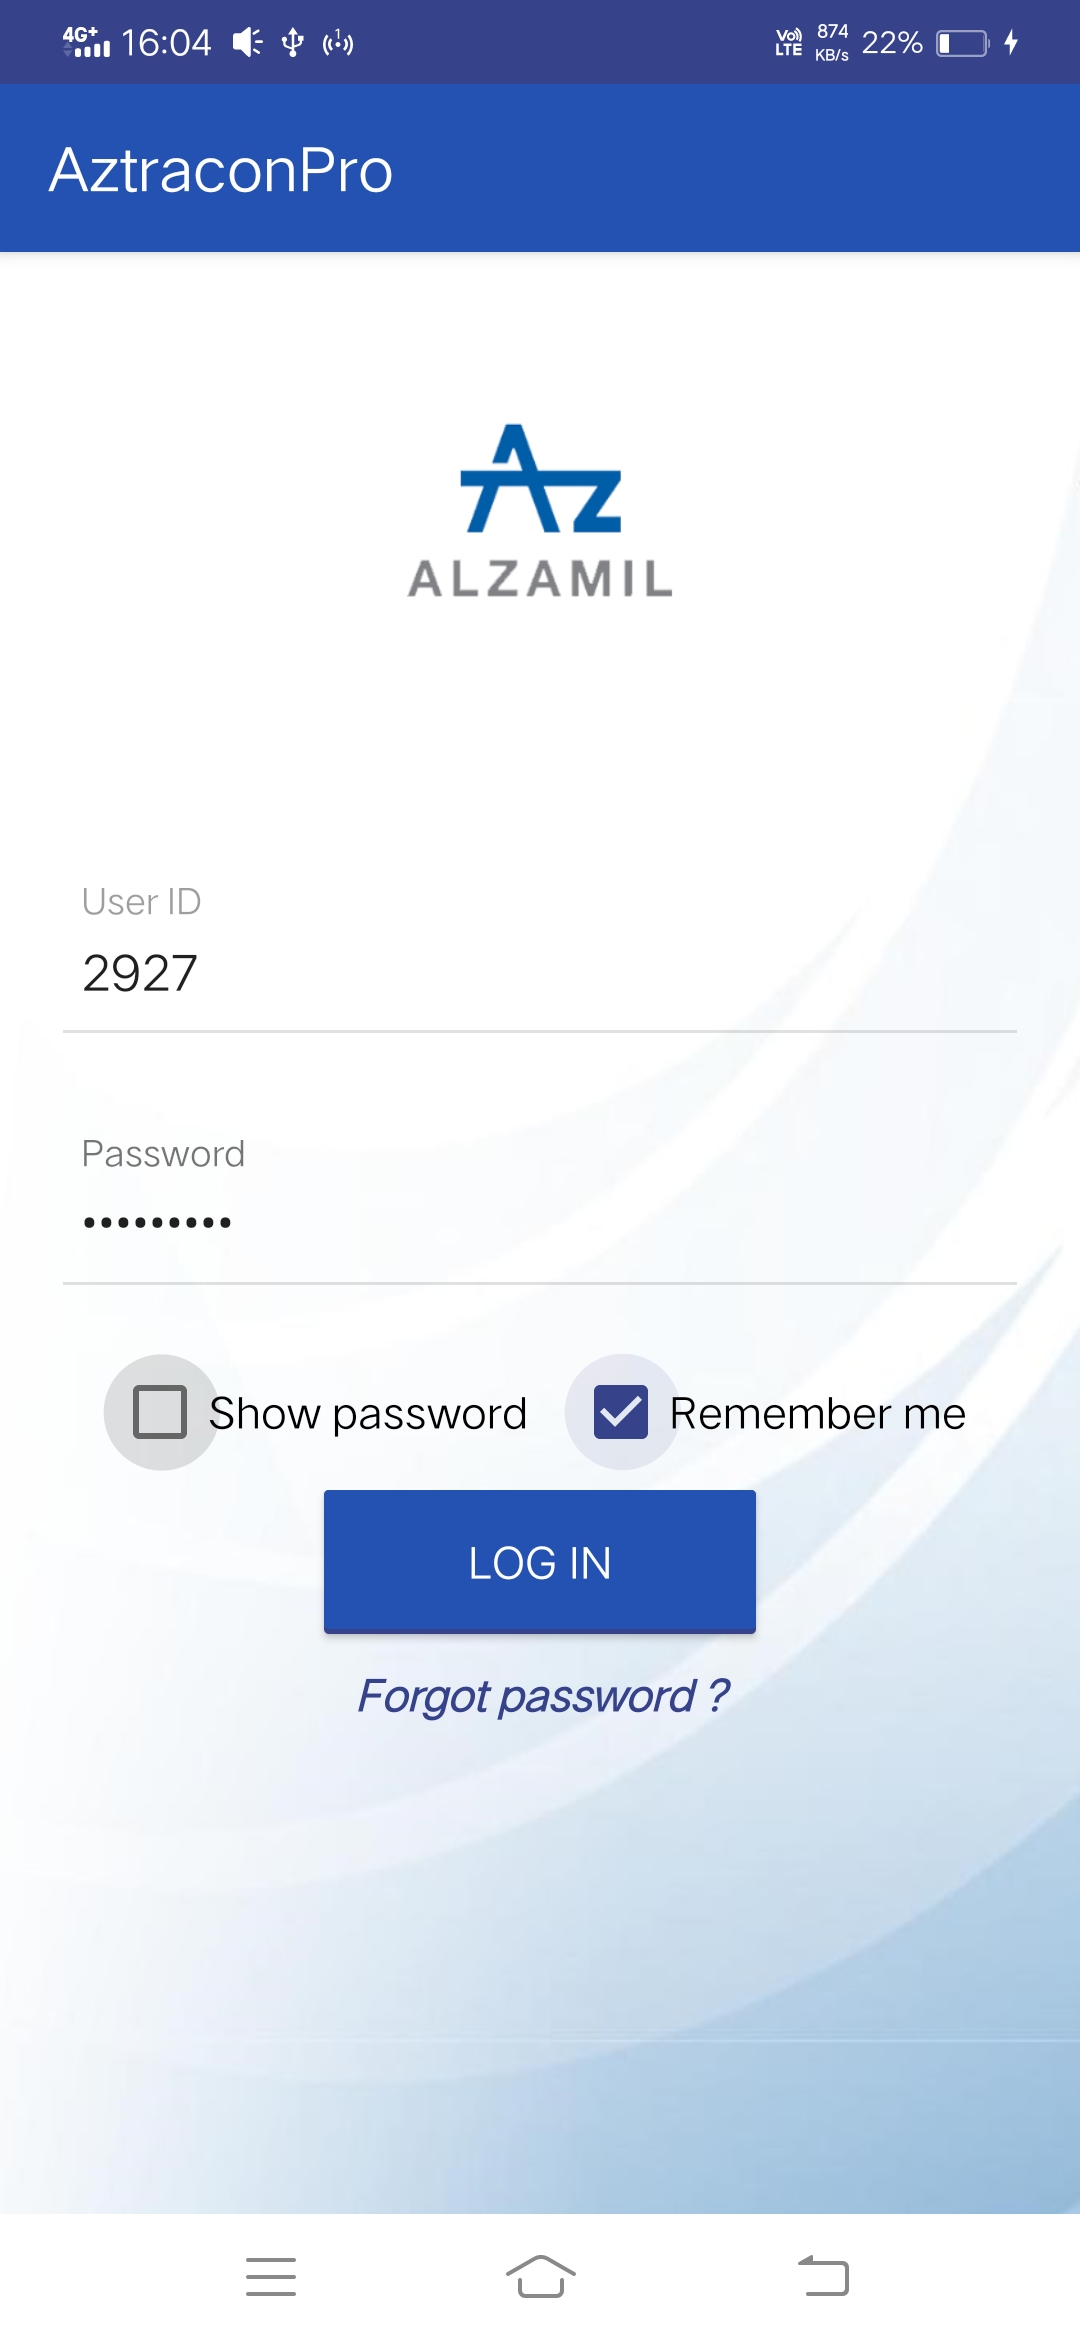 4G+ 16:04 1 Vo) LTE 874 KB/s 22%
AztraconPro
AZ
ALZAMIL
User ID
2927
Password
•••••••••
Show password Remember me
LOG IN
Forgot password ?